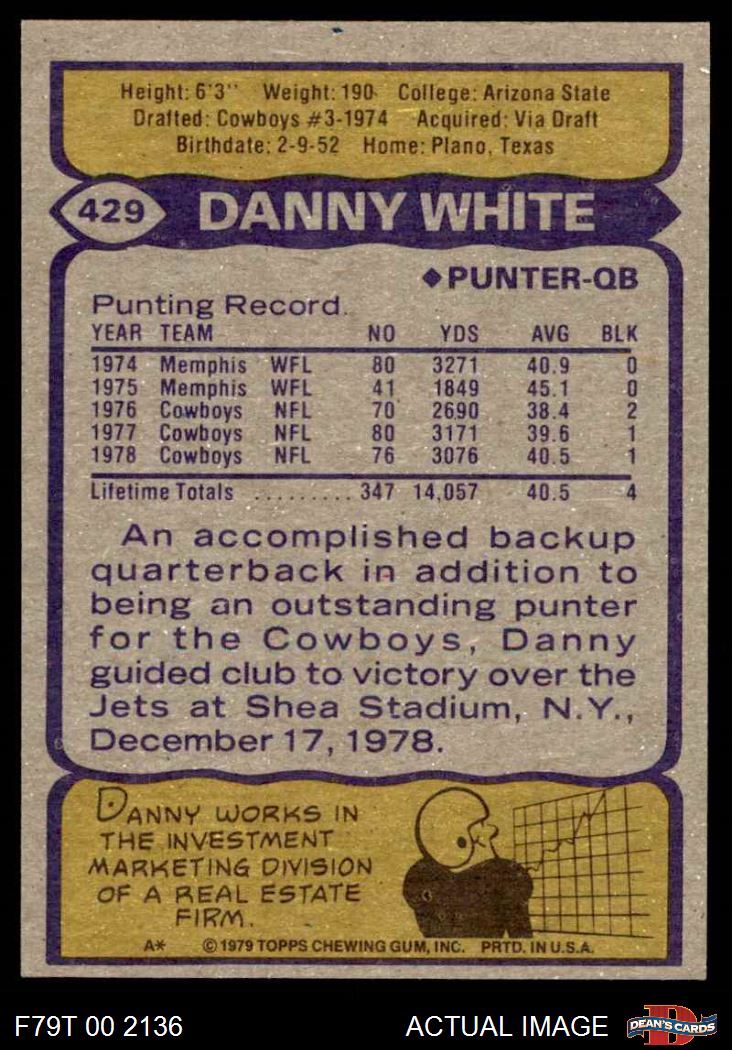 Height: 6'3'' Weight: 190 College: Arizona State
Drafted: Cowboys #3-1974 Acquired: Via Draft
Birthdate: 2-9-52 Home: Plano, Texas
429 DANNY WHITE
◆PUNTER-QB
Punting Record.
YEAR TEAM NO YDS AVG BLK
1974 Memphis WFL 80 3271 40.9 0
1975 Memphis WFL 41 1849 45.1 0
1976 Cowboys NFL 70 2690 38.4 2
1977 Cowboys NFL 80 3171 39.6 1
1978 Cowboys NFL 76 3076 40.5 1
Lifetime Totals ......... 347 14,057 40.5 4
An accomplished backup
quarterback in addition to
being an outstanding punter
for the Cowboys, Danny
guided club to victory over the
Jets at Shea Stadium, N.Y.,
December 17, 1978.
DANNY WORKS IN
THE INVESTMENT
MARKETING DIVISION
OF A REAL ESTATE
FIRM.
A* ©1979 TOPPS CHEWING GUM, INC. PRTD. IN U.S.A.
F79T 00 2136 ACTUAL IMAGE D DEAN'S CARDS